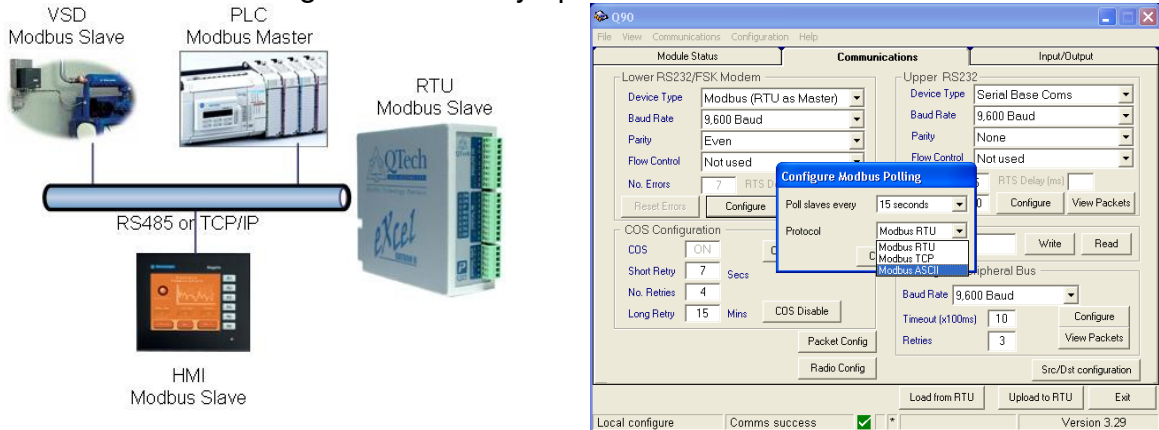 VSD
Modbus Slave
PLC
Modbus Master
RTU
Modbus Slave
QTech
eXcel
RS485 or TCP/IP
HMI
Modbus Slave
Q90
File View Communications Configuration Help
Module Status Communications Input/Output
Lower RS232/FSK Modem
Device Type Modbus (RTU as Master)
Baud Rate 9,600 Baud
Parity Even
Flow Control Not used
No. Errors 7 RTS D
Reset Errors Configure
Upper RS232
Device Type Serial Base Coms
Baud Rate 9,600 Baud
Parity None
Flow Control Not used
RTS Delay (ms)
0 Configure View Packets
Configure Modbus Polling
Poll slaves every 15 seconds
Protocol Modbus RTU
Modbus RTU
Modbus TCP
Modbus ASCII
COS Configuration
COS ON
Short Retry 7 Secs
No. Retries 4
Long Retry 15 Mins COS Disable
Packet Config
Radio Config
Write Read
ripheral Bus
Baud Rate 9,600 Baud
Timeout (x100ms) 10 Configure
Retries 3 View Packets
Src/Dst configuration
Load from RTU Upload to RTU Exit
Local configure Comms success * Version 3.29